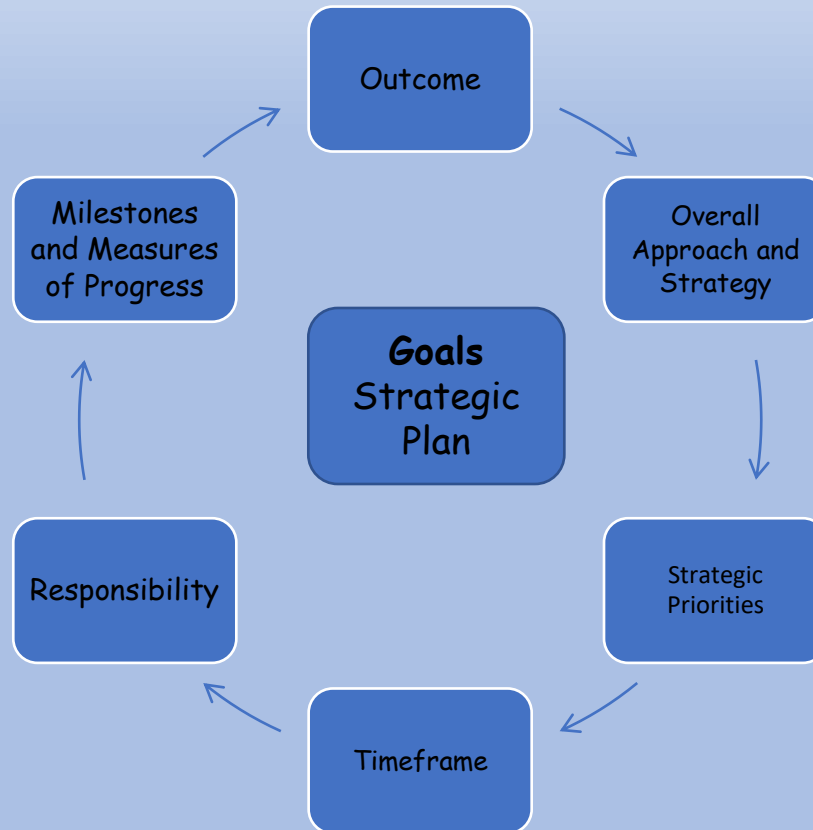 Outcome
Overall
Approach and
Strategy
Strategic
Priorities
Timeframe
Responsibility
Milestones
and Measures
of Progress
Goals
Strategic
Plan